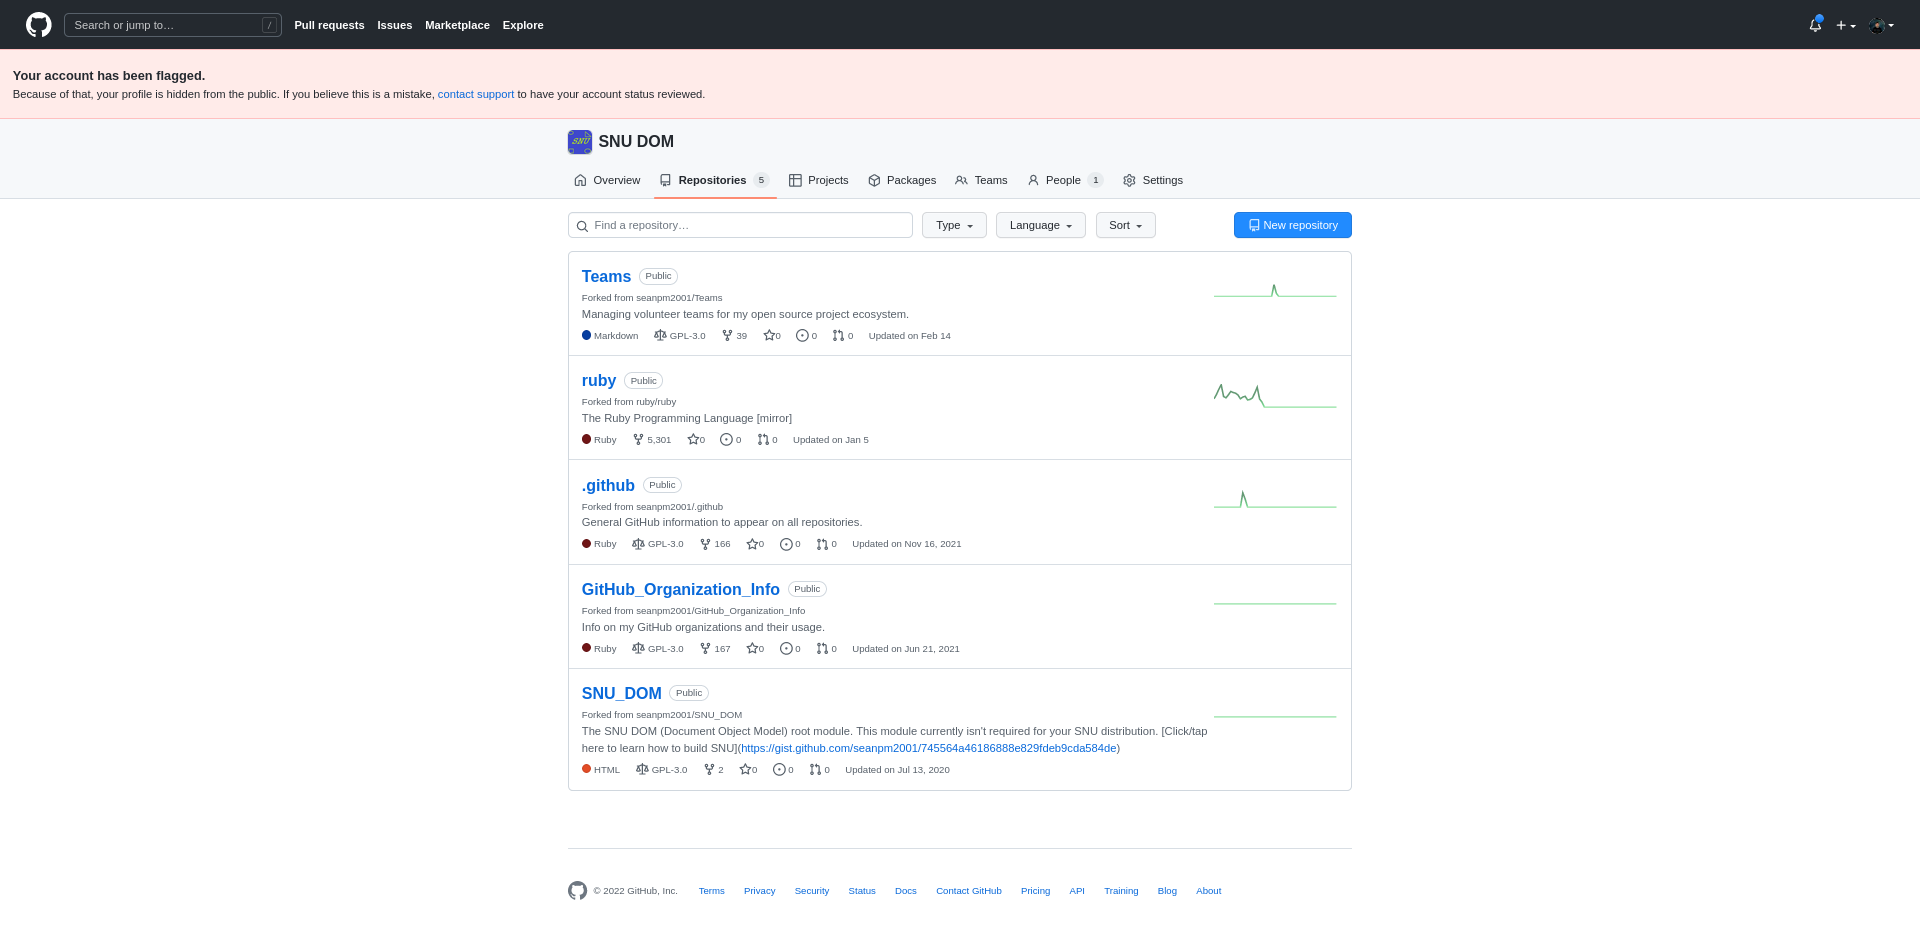 Search or jump to… /
Pull requests Issues Marketplace Explore
Your account has been flagged.
Because of that, your profile is hidden from the public. If you believe this is a mistake, contact support to have your account status reviewed.
SNU SNU DOM
Overview Repositories 5 Projects Packages Teams People 1 Settings
Find a repository… Type Language Sort New repository
Teams Public
Forked from seanpm2001/Teams
Managing volunteer teams for my open source project ecosystem.
Markdown GPL-3.0 39 0 0 0 Updated on Feb 14
ruby Public
Forked from ruby/ruby
The Ruby Programming Language [mirror]
Ruby 5,301 0 0 0 Updated on Jan 5
.github Public
Forked from seanpm2001/.github
General GitHub information to appear on all repositories.
Ruby GPL-3.0 166 0 0 0 Updated on Nov 16, 2021
GitHub_Organization_Info Public
Forked from seanpm2001/GitHub_Organization_Info
Info on my GitHub organizations and their usage.
Ruby GPL-3.0 167 0 0 0 Updated on Jun 21, 2021
SNU_DOM Public
Forked from seanpm2001/SNU_DOM
The SNU DOM (Document Object Model) root module. This module currently isn't required for your SNU distribution. [Click/tap
here to learn how to build SNU](https://gist.github.com/seanpm2001/745564a46186888e829fdeb9cda584de)
HTML GPL-3.0 2 0 0 0 Updated on Jul 13, 2020
© 2022 GitHub, Inc. Terms Privacy Security Status Docs Contact GitHub Pricing API Training Blog About